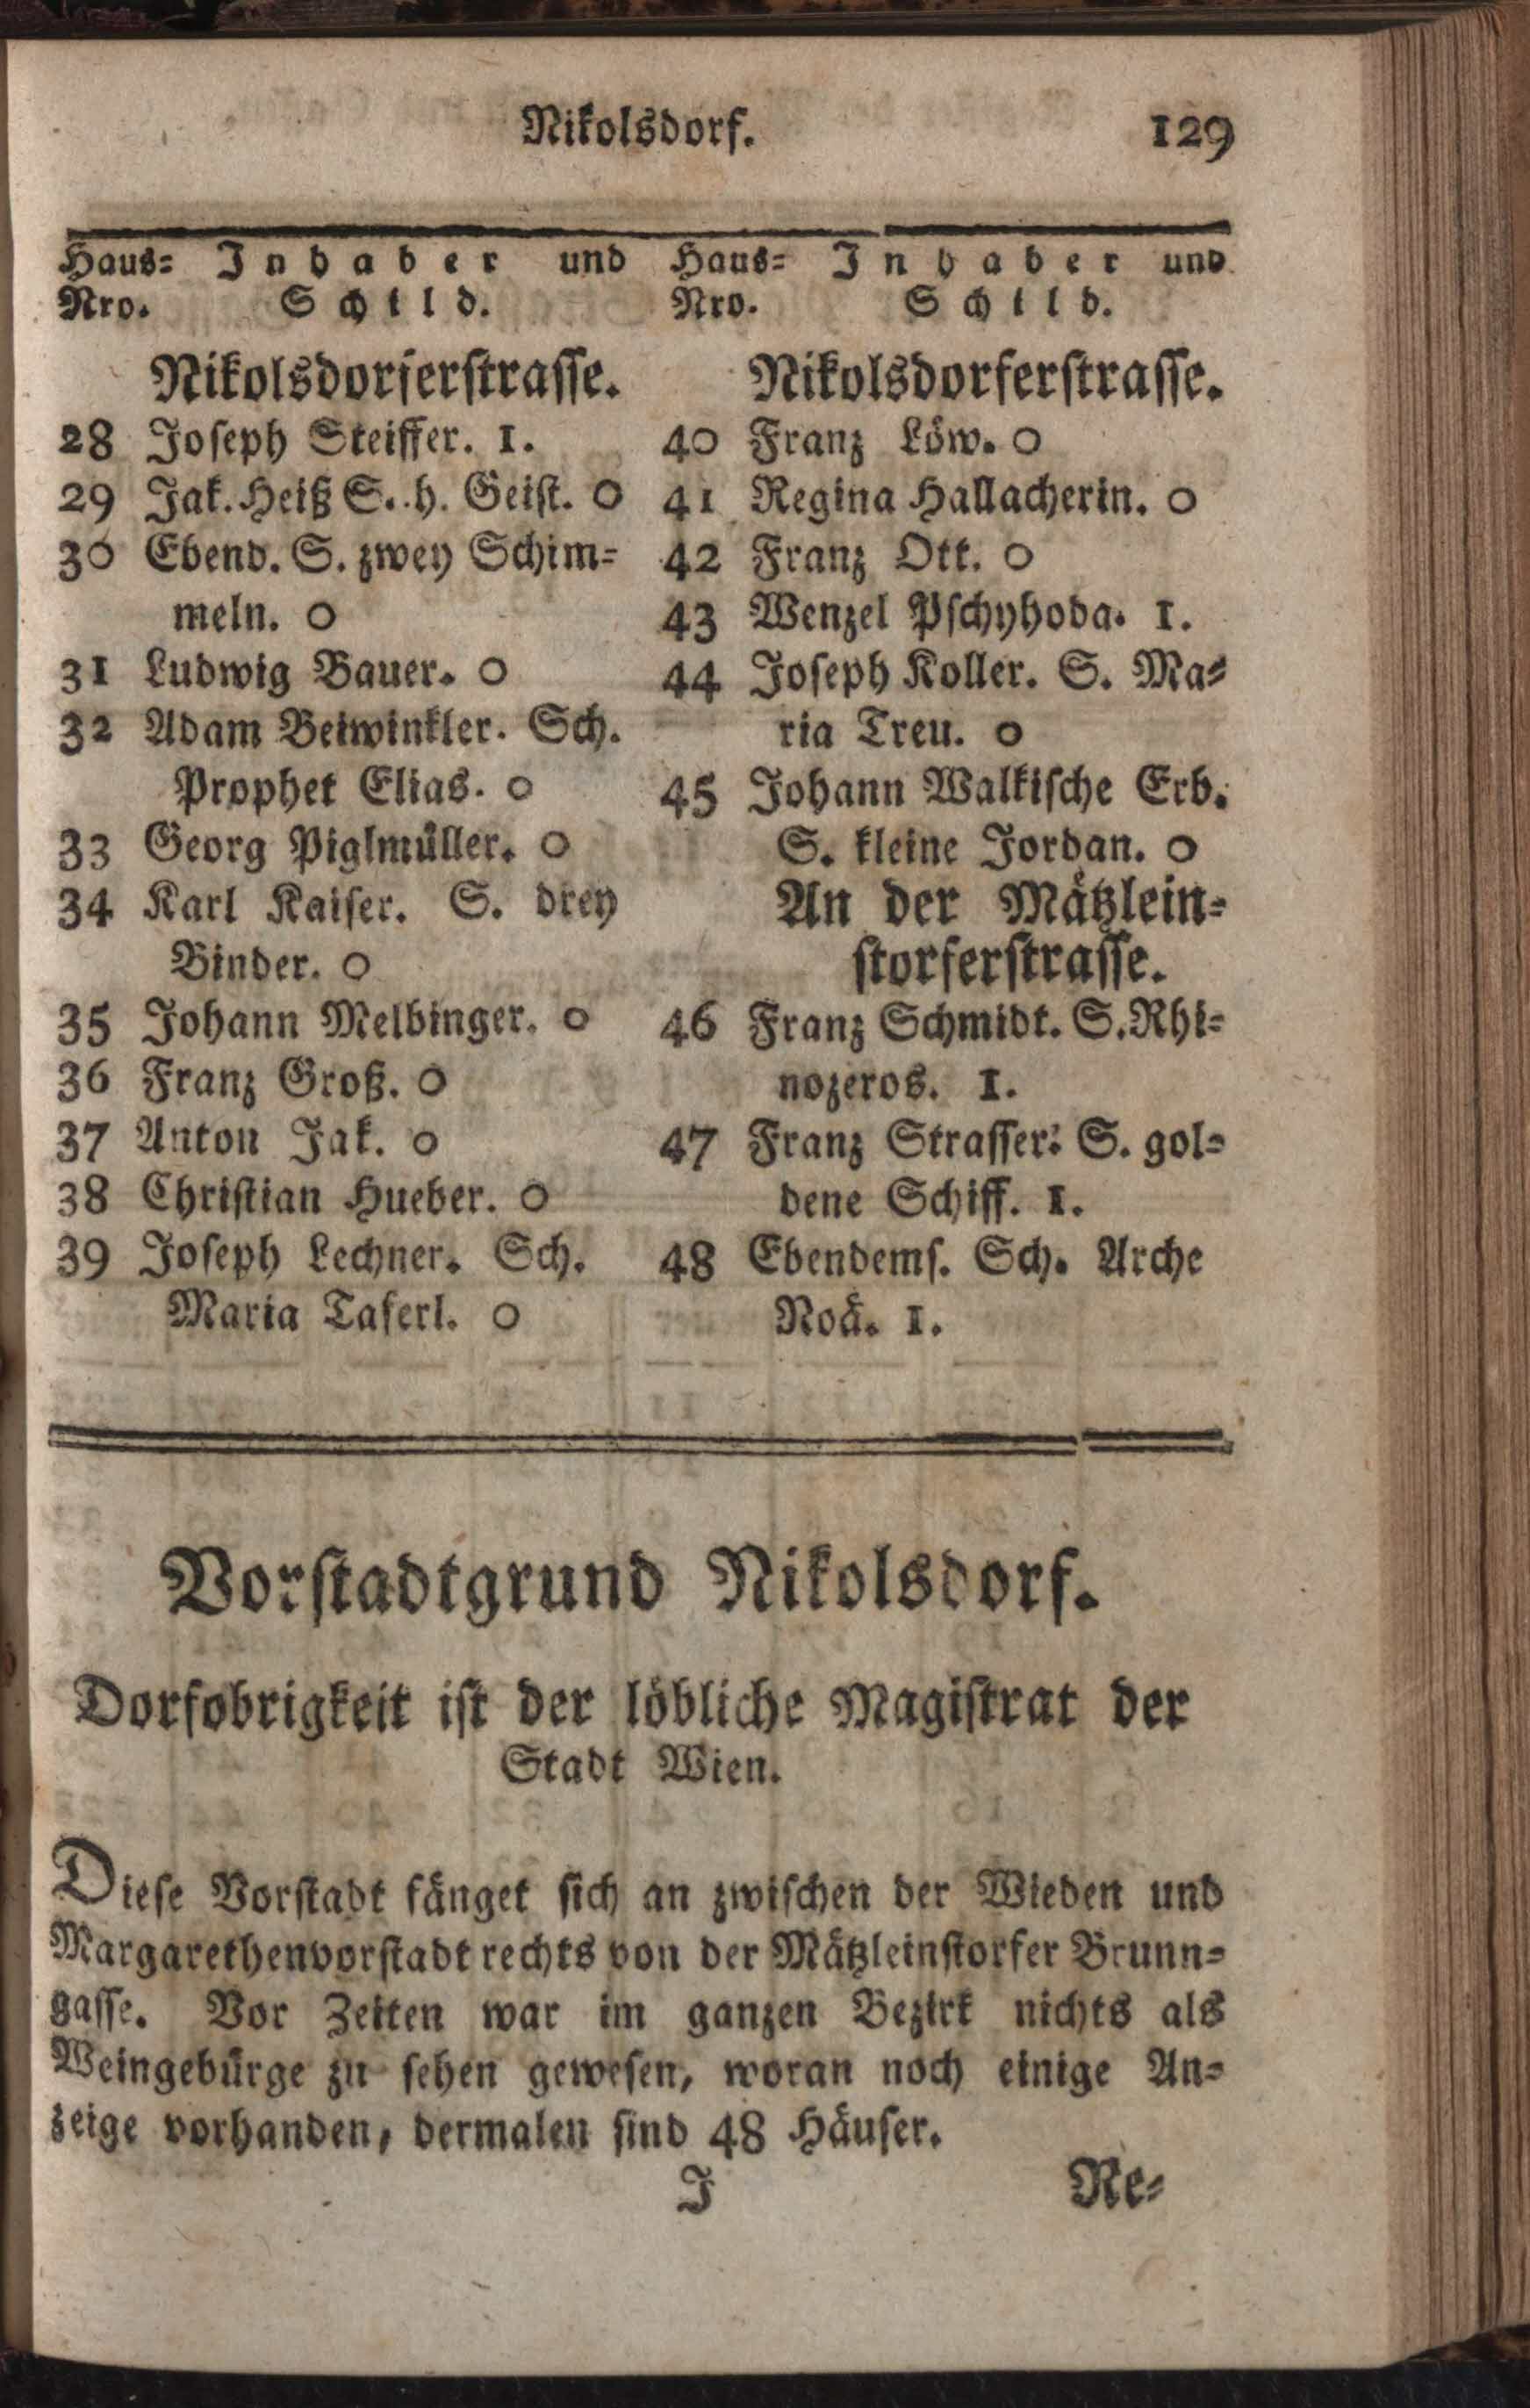 Nikolsdorf. 129
Haus= Inhaber und
Nro. Schild.
Nikolsdorferstrasse.
28 Joseph Steiffer. 1.
29 Jak. Heiß S. h. Geist. O
30 Ebend. S. zwey Schim=
meln. O
31 Ludwig Bauer. O
32 Adam Beiwinkler. Sch.
Prophet Elias. O
33 Georg Piglmüller. O
34 Karl Kaiser. S. drey
Binder. O
35 Johann Melbinger. O
36 Franz Groß. O
37 Anton Jak. O
38 Christian Hueber. O
39 Joseph Lechner. Sch.
Maria Taferl. O
Haus= Inhaber und
Nro. Schild.
Nikolsdorferstrasse.
40 Franz Löw. O
41 Regina Hallacherin. O
42 Franz Ott. O
43 Wenzel Pschyhoda. 1.
44 Joseph Koller. S. Ma=
ria Treu. O
45 Johann Walkische Erb.
S. kleine Jordan. O
An der Mätzlein=
storferstrasse.
46 Franz Schmidt. S. Rhi=
nozeros. 1.
47 Franz Strasser. S. gol=
dene Schiff. 1.
48 Ebendems. Sch. Arche
Noä. 1.
Vorstadtgrund Nikolsdorf.
Dorfobrigkeit ist der löbliche Magistrat der
Stadt Wien.
Diese Vorstadt fänget sich an zwischen der Wieden und
Margarethenvorstadt rechts von der Mätzleinstorfer Brunn=
gasse. Vor Zeiten war im ganzen Bezirk nichts als
Weingebürge zu sehen gewesen, woran noch einige An=
zeige vorhanden, dermalen sind 48 Häuser.
J Re=